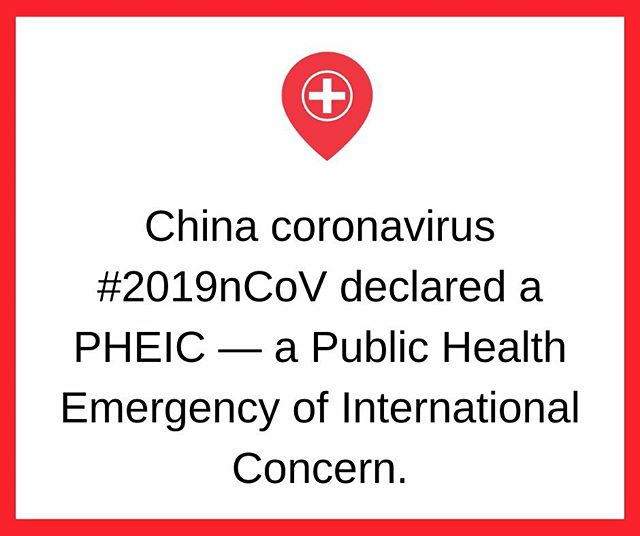 China coronavirus
#2019nCoV declared a
PHEIC — a Public Health
Emergency of International
Concern.